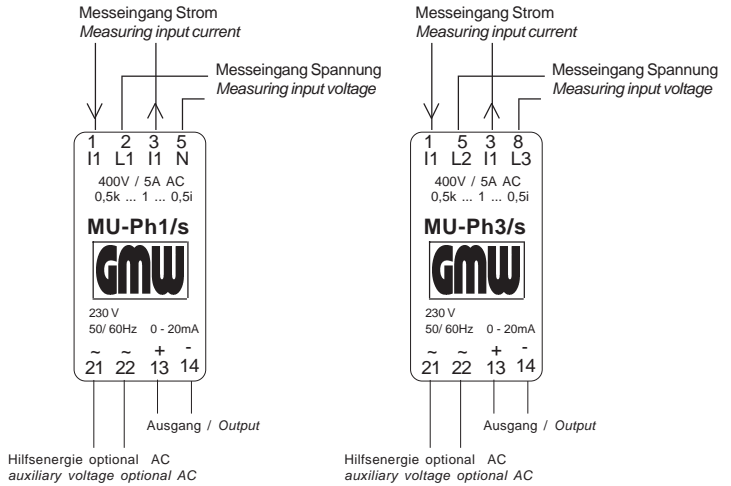 Messeingang Strom
Measuring input current
Messeingang Spannung
Measuring input voltage
1 2 3 5
I1 L1 I1 N
400V / 5A AC
0,5k ... 1 ... 0,5i
MU-Ph1/s
GMW
230 V
50/ 60Hz 0 - 20mA
~ ~ + -
21 22 13 14
Ausgang / Output
Hilfsenergie optional AC
auxiliary voltage optional AC
Messeingang Strom
Measuring input current
Messeingang Spannung
Measuring input voltage
1 5 3 8
I1 L2 I1 L3
400V / 5A AC
0,5k ... 1 ... 0,5i
MU-Ph3/s
GMW
230 V
50/ 60Hz 0 - 20mA
~ ~ + -
21 22 13 14
Ausgang / Output
Hilfsenergie optional AC
auxiliary voltage optional AC